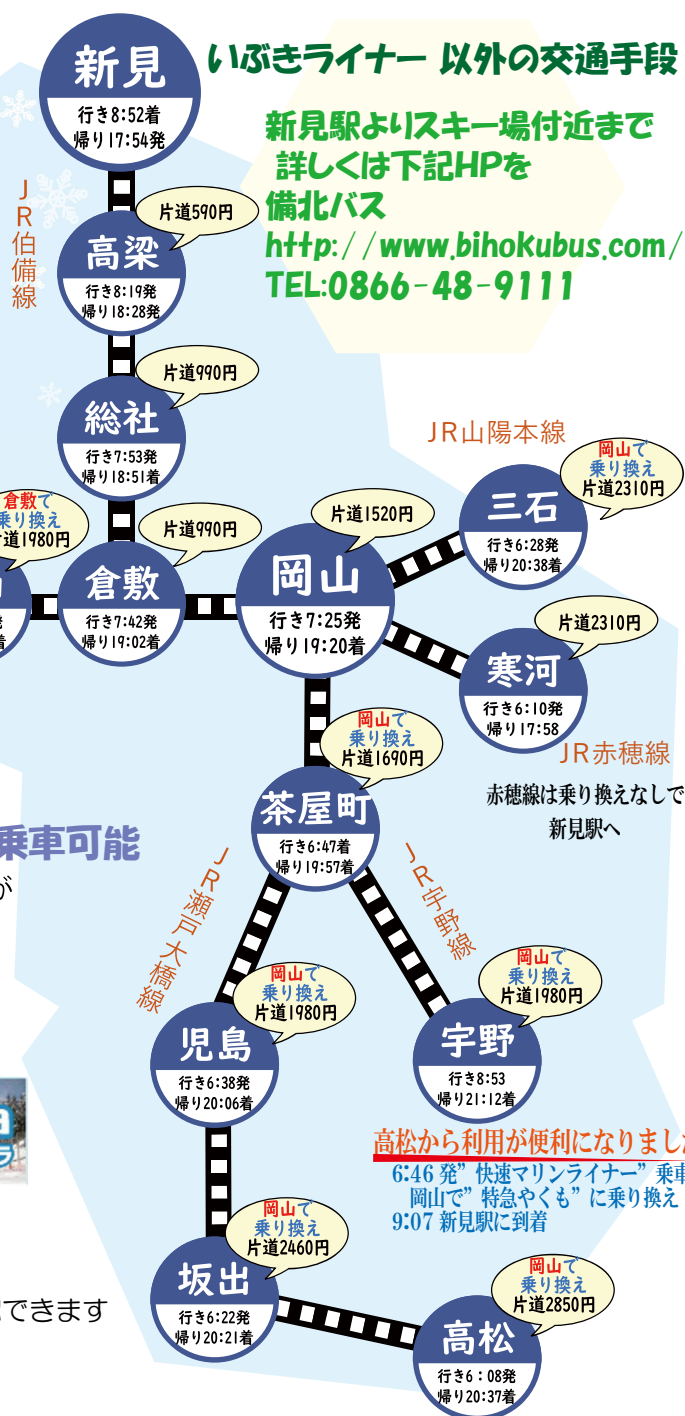 いぶきライナー 以外の交通手段
新見
行き8:52着
帰り17:54発
新見駅よりスキー場付近まで
詳しくは下記HPを
備北バス
http://www.bihokubus.com/
TEL:0866-48-9111
JR伯備線
片道590円
高梁
行き8:19発
帰り18:28発
片道990円
総社
行き7:53発
帰り18:51着
JR山陽本線
岡山で
乗り換え
片道2310円
三石
行き6:28発
帰り20:38着
倉敷で
乗り換え
片道1980円
片道990円
倉敷
行き7:42発
帰り19:02着
片道1520円
岡山
行き7:25発
帰り19:20着
片道2310円
寒河
行き6:10発
帰り17:58
JR赤穂線
赤穂線は乗り換えなしで
新見駅へ
岡山で
乗り換え
片道1690円
茶屋町
行き6:47着
帰り19:57着
乗車可能
が
JR瀬戸大橋線
JR宇野線
岡山で
乗り換え
片道1980円
児島
行き6:38発
帰り20:06着
岡山で
乗り換え
片道1980円
宇野
行き8:53
帰り21:12着
高松から利用が便利になりまし
6:46 発”快速マリンライナー”乗車
岡山で”特急やくも”に乗り換え
9:07 新見駅に到着
岡山で
乗り換え
片道2460円
坂出
行き6:22発
帰り20:21着
できます
岡山で
乗り換え
片道2850円
高松
行き6:08発
帰り20:37着